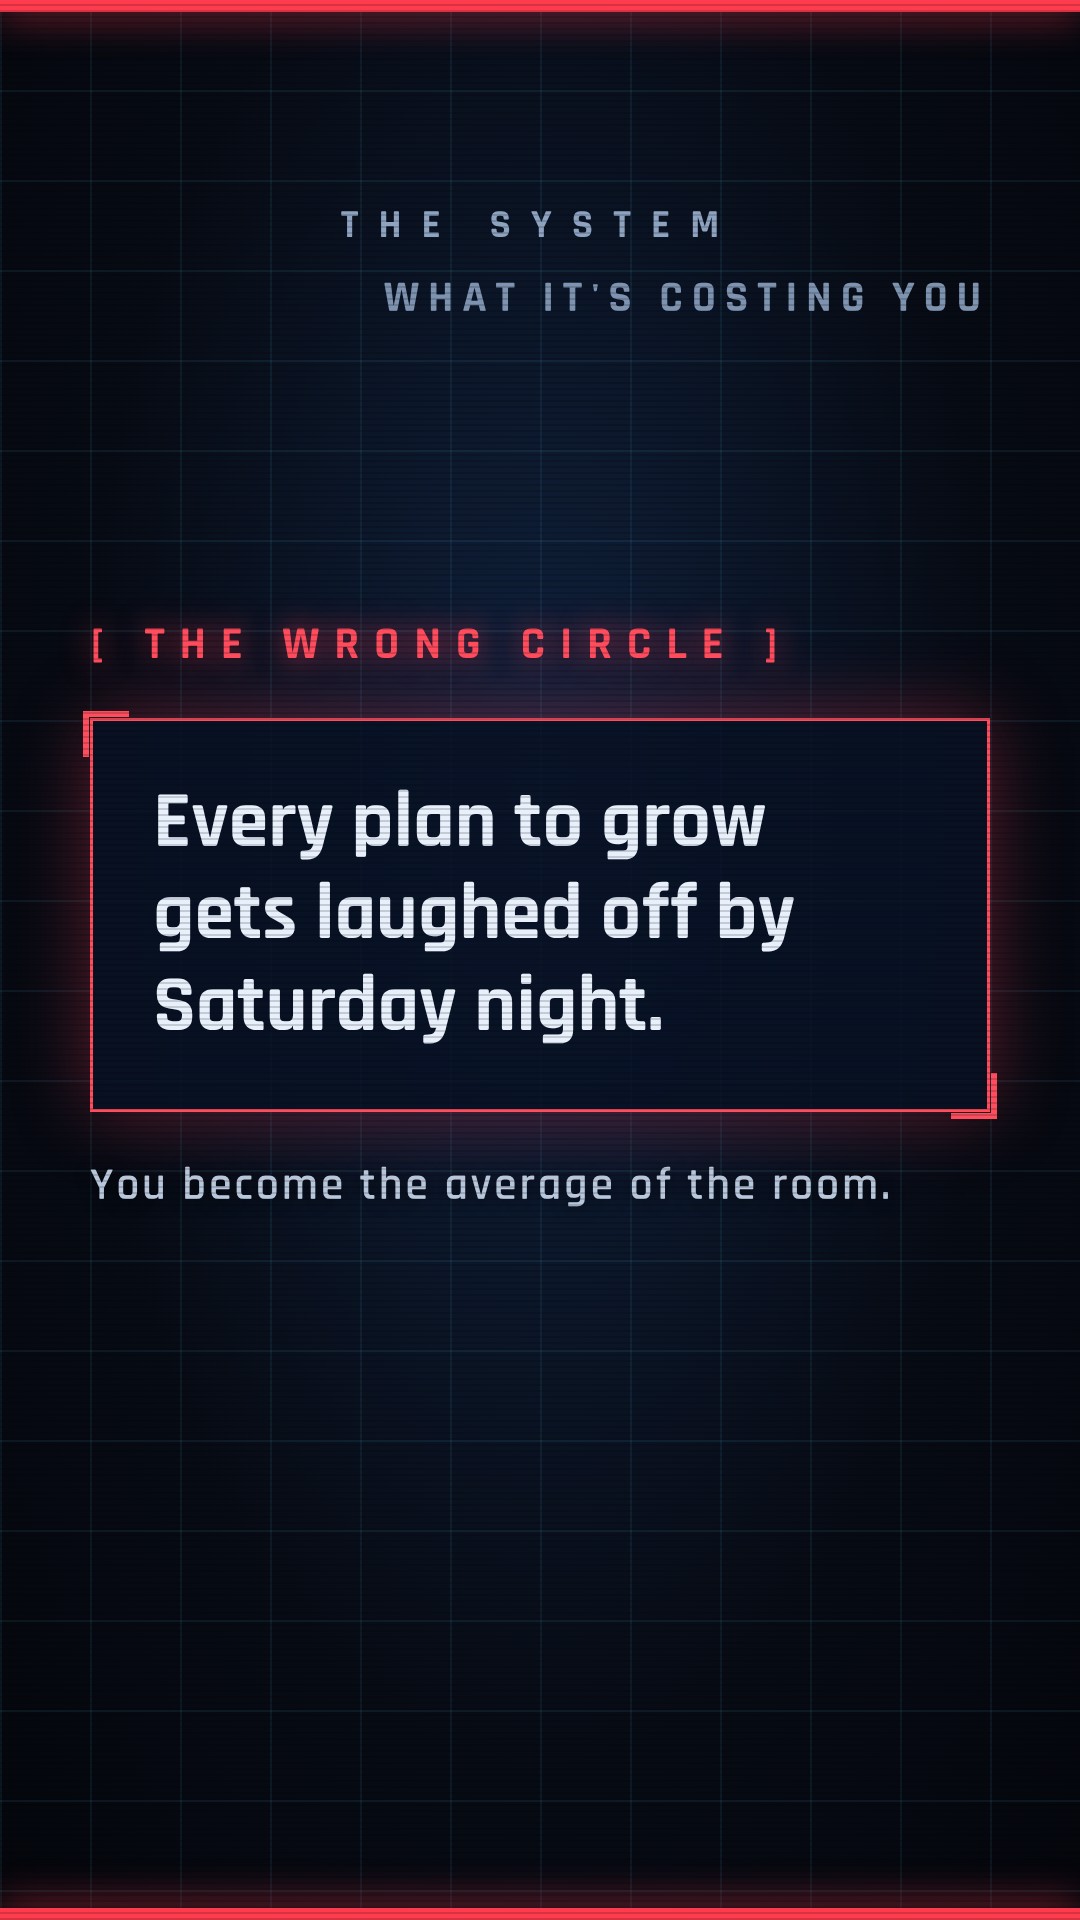 THE SYSTEM
WHAT IT'S COSTING YOU
[ THE WRONG CIRCLE ]
Every plan to grow
gets laughed off by
Saturday night.
You become the average of the room.